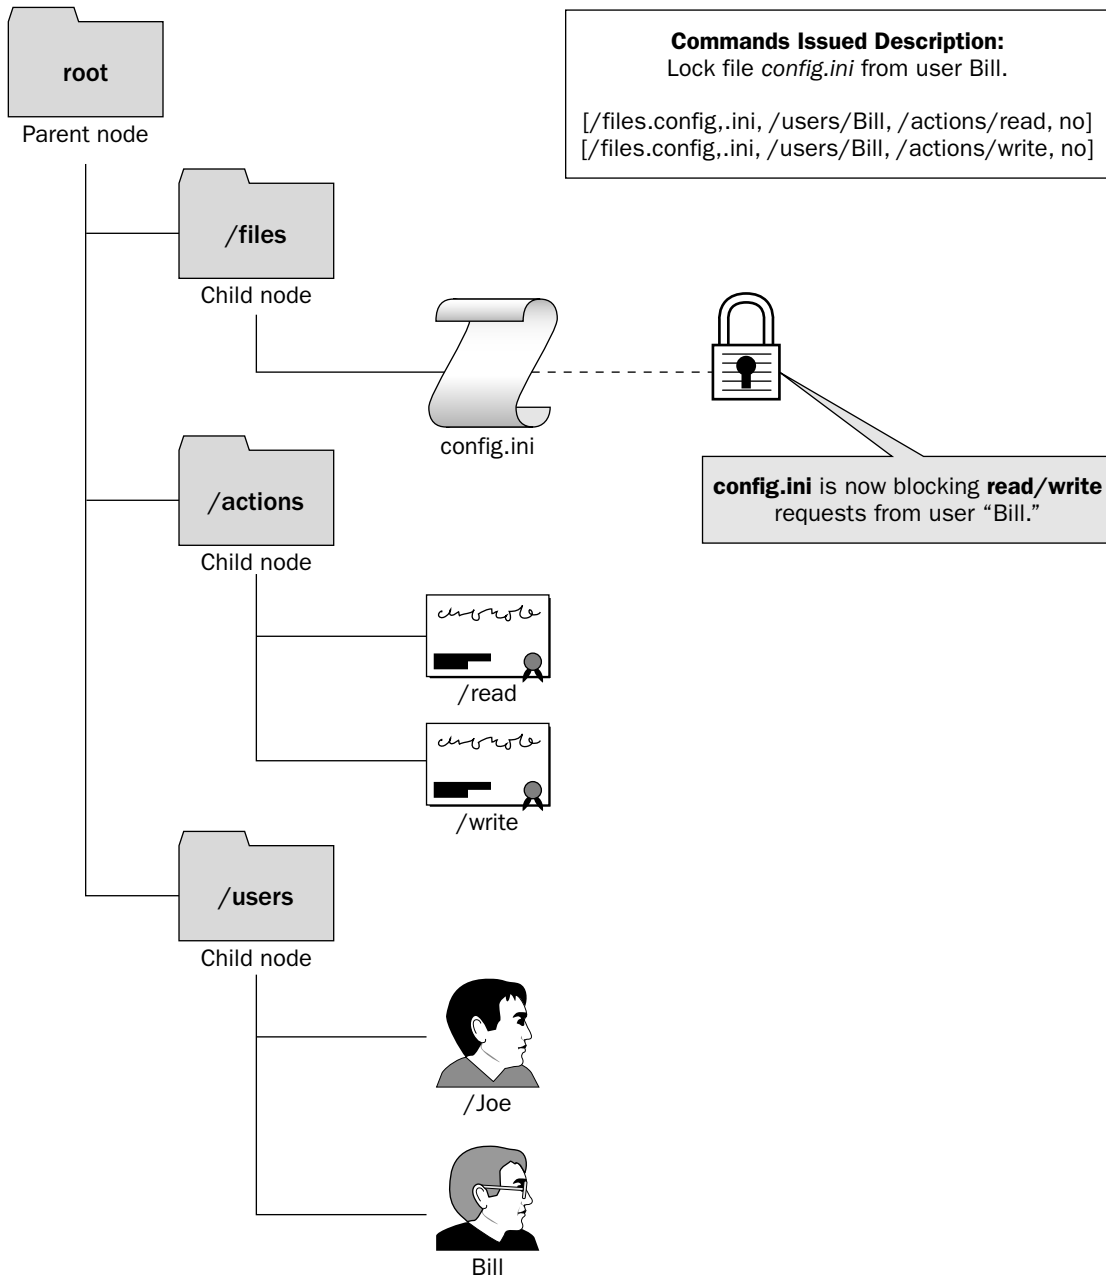 root
Parent node
Commands Issued Description:
Lock file config.ini from user Bill.
[/files.config,.ini, /users/Bill, /actions/read, no]
[/files.config,.ini, /users/Bill, /actions/write, no]
/files
Child node
config.ini
config.ini is now blocking read/write
requests from user “Bill.”
/actions
Child node
/read
/write
/users
Child node
/Joe
Bill